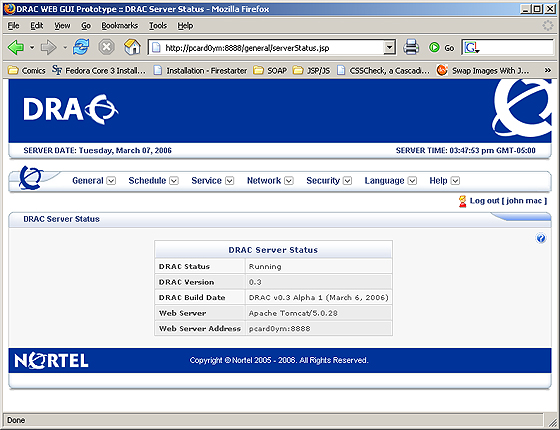 DRAC WEB GUI Prototype :: DRAC Server Status - Mozilla Firefox
File Edit View Go Bookmarks Tools Help
http://pcard0ym:8888/general/serverStatus.jsp Go G
Comics Fedora Core 3 Install... Installation - Firestarter SOAP JSP/JS CSSCheck, a Cascadi... Swap Images With J... »
DRAC
SERVER DATE: Tuesday, March 07, 2006 SERVER TIME: 03:47:53 pm GMT-05:00
General Schedule Service Network Security Language Help
Log out [ john mac ]
DRAC Server Status
?
DRAC Server Status
DRAC Status Running
DRAC Version 0.3
DRAC Build Date DRAC v0.3 Alpha 1 (March 6, 2006)
Web Server Apache Tomcat/5.0.28
Web Server Address pcard0ym:8888
NORTEL Copyright © Nortel 2005 - 2006. All Rights Reserved.
Done